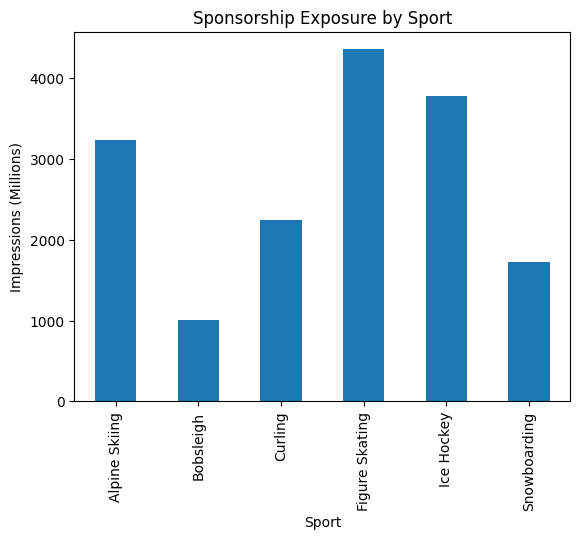 Sponsorship Exposure by Sport
Impressions (Millions)
4000
3000
2000
1000
0
Alpine Skiing
Bobsleigh
Curling
Figure Skating
Ice Hockey
Snowboarding
Sport